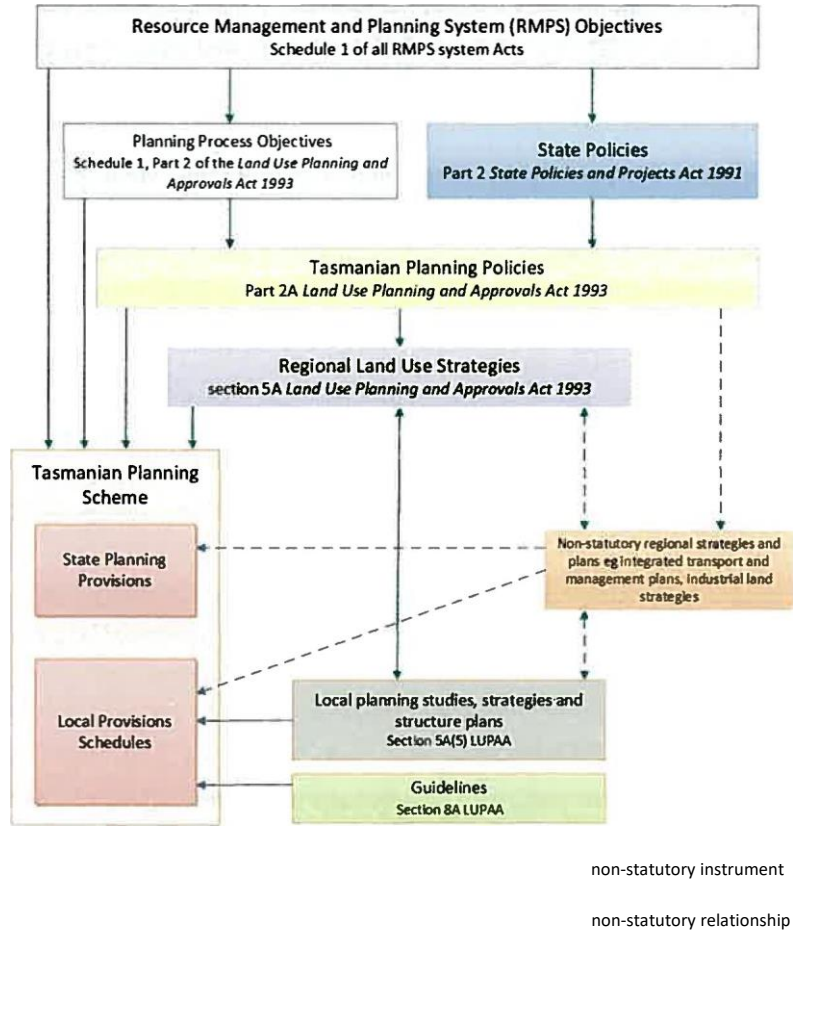 Resource Management and Planning System (RMPS) Objectives
Schedule 1 of all RMPS system Acts
Planning Process Objectives
Schedule 1, Part 2 of the Land Use Planning and
Approvals Act 1993
State Policies
Part 2 State Policies and Projects Act 1991
Tasmanian Planning Policies
Part 2A Land Use Planning and Approvals Act 1993
Regional Land Use Strategies
section 5A Land Use Planning and Approvals Act 1993
Tasmanian Planning
Scheme
State Planning
Provisions
Non-statutory regional strategies and
plans eg integrated transport and
management plans, industrial land
strategies
Local Provisions
Schedules
Local planning studies, strategies and
structure plans
Section 5A(5) LUPAA
Guidelines
Section 8A LUPAA
non-statutory instrument
non-statutory relationship